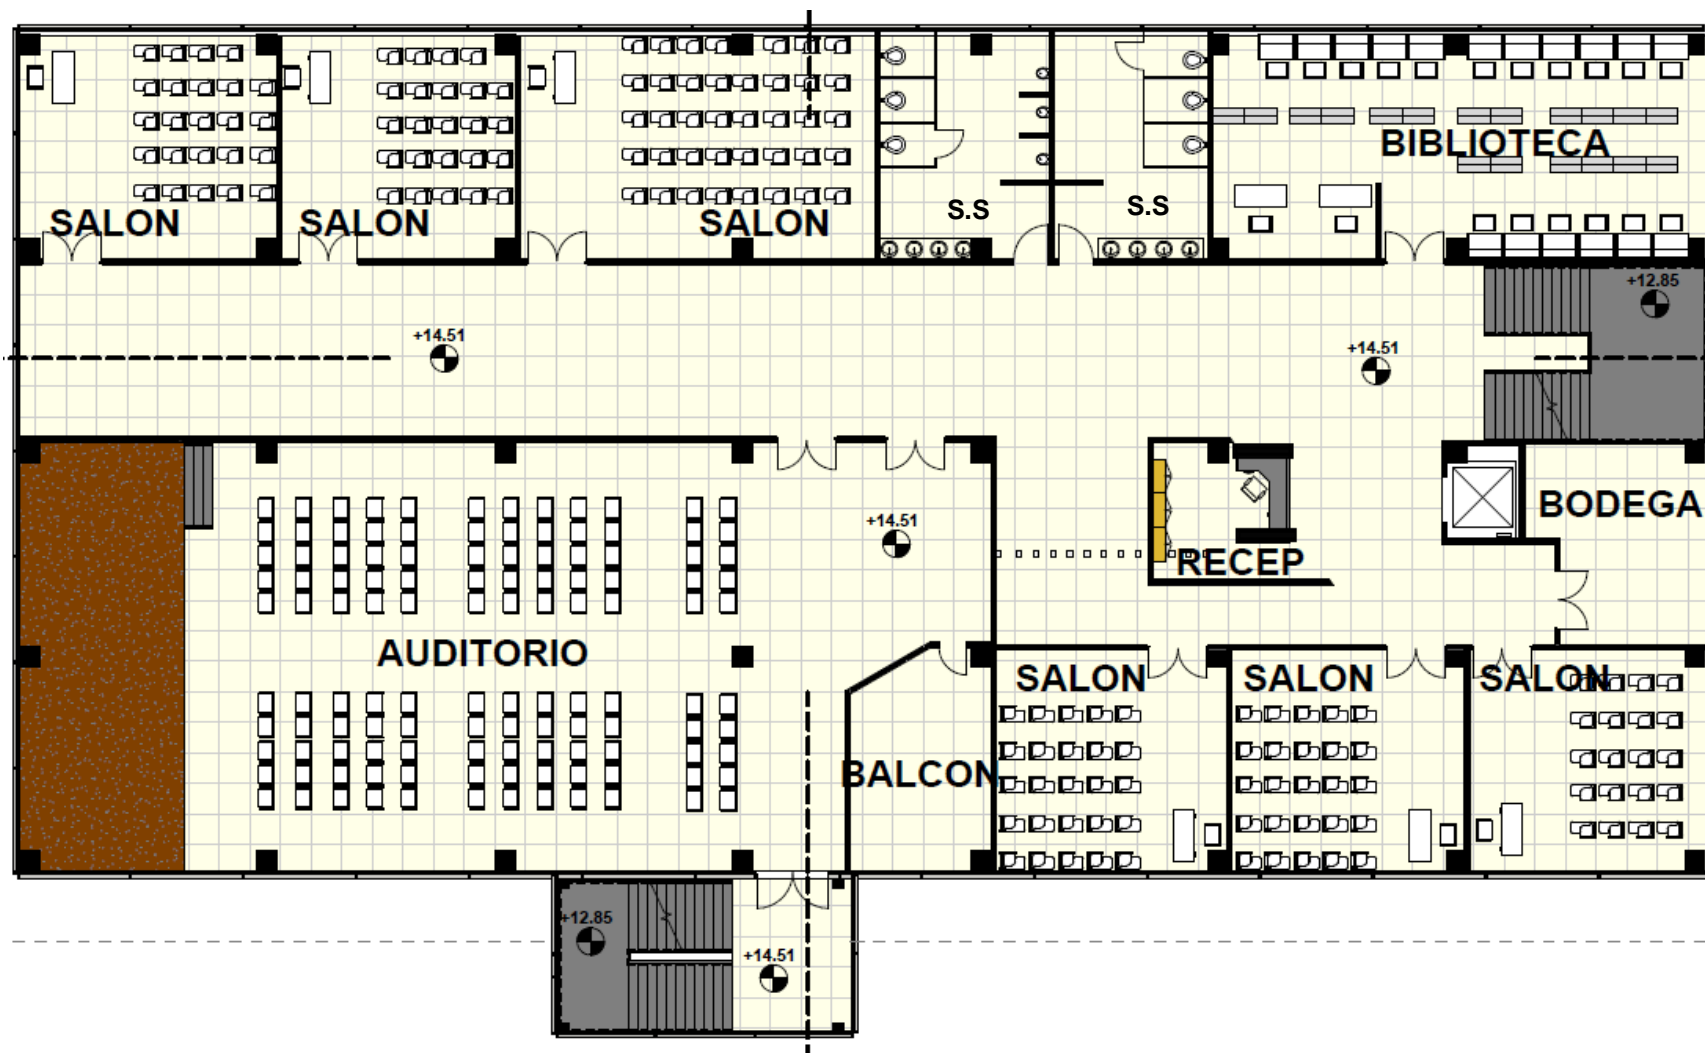 BIBLIOTECA
SALON
SALON
SALON
S.S
S.S
+12.85
+14.51
+14.51
BODEGA
+14.51
RECEP
AUDITORIO
SALON
SALON
SALON
BALCON
+12.85
+14.51